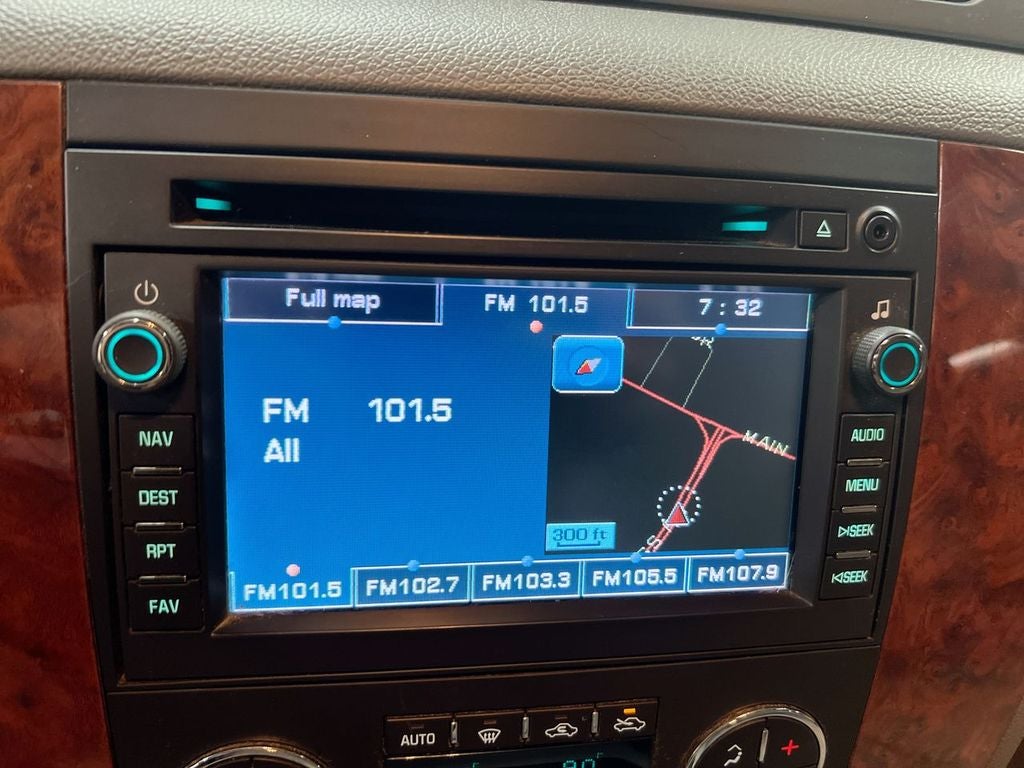 Full map
FM 101.5
7 : 32
FM 101.5
All
MAIN
300 ft
FM101.5
FM102.7
FM103.3
FM105.5
FM107.9
NAV
DEST
RPT
FAV
AUDIO
MENU
SEEK
SEEK
AUTO